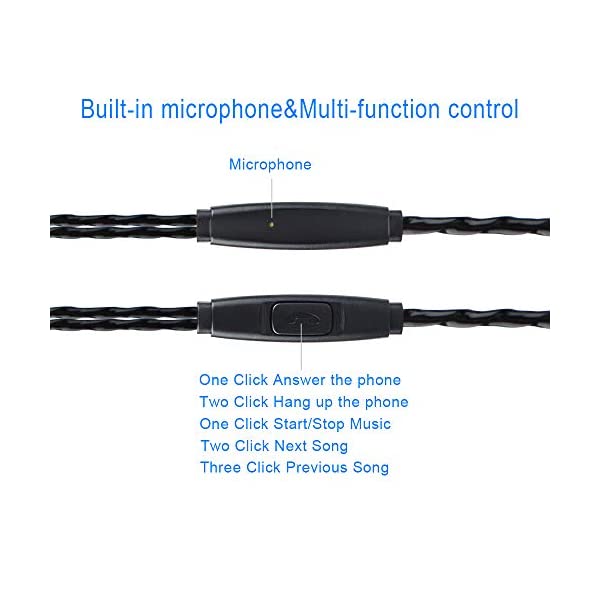 Built-in microphone&Multi-function control
Microphone
One Click Answer the phone
Two Click Hang up the phone
One Click Start/Stop Music
Two Click Next Song
Three Click Previous Song